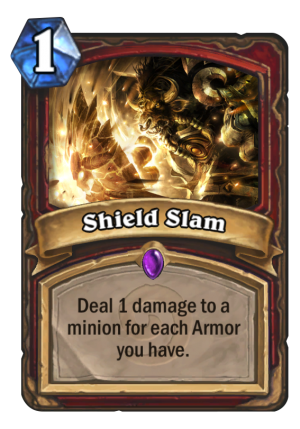 1
Shield Slam
Deal 1 damage to a
minion for each Armor
you have.